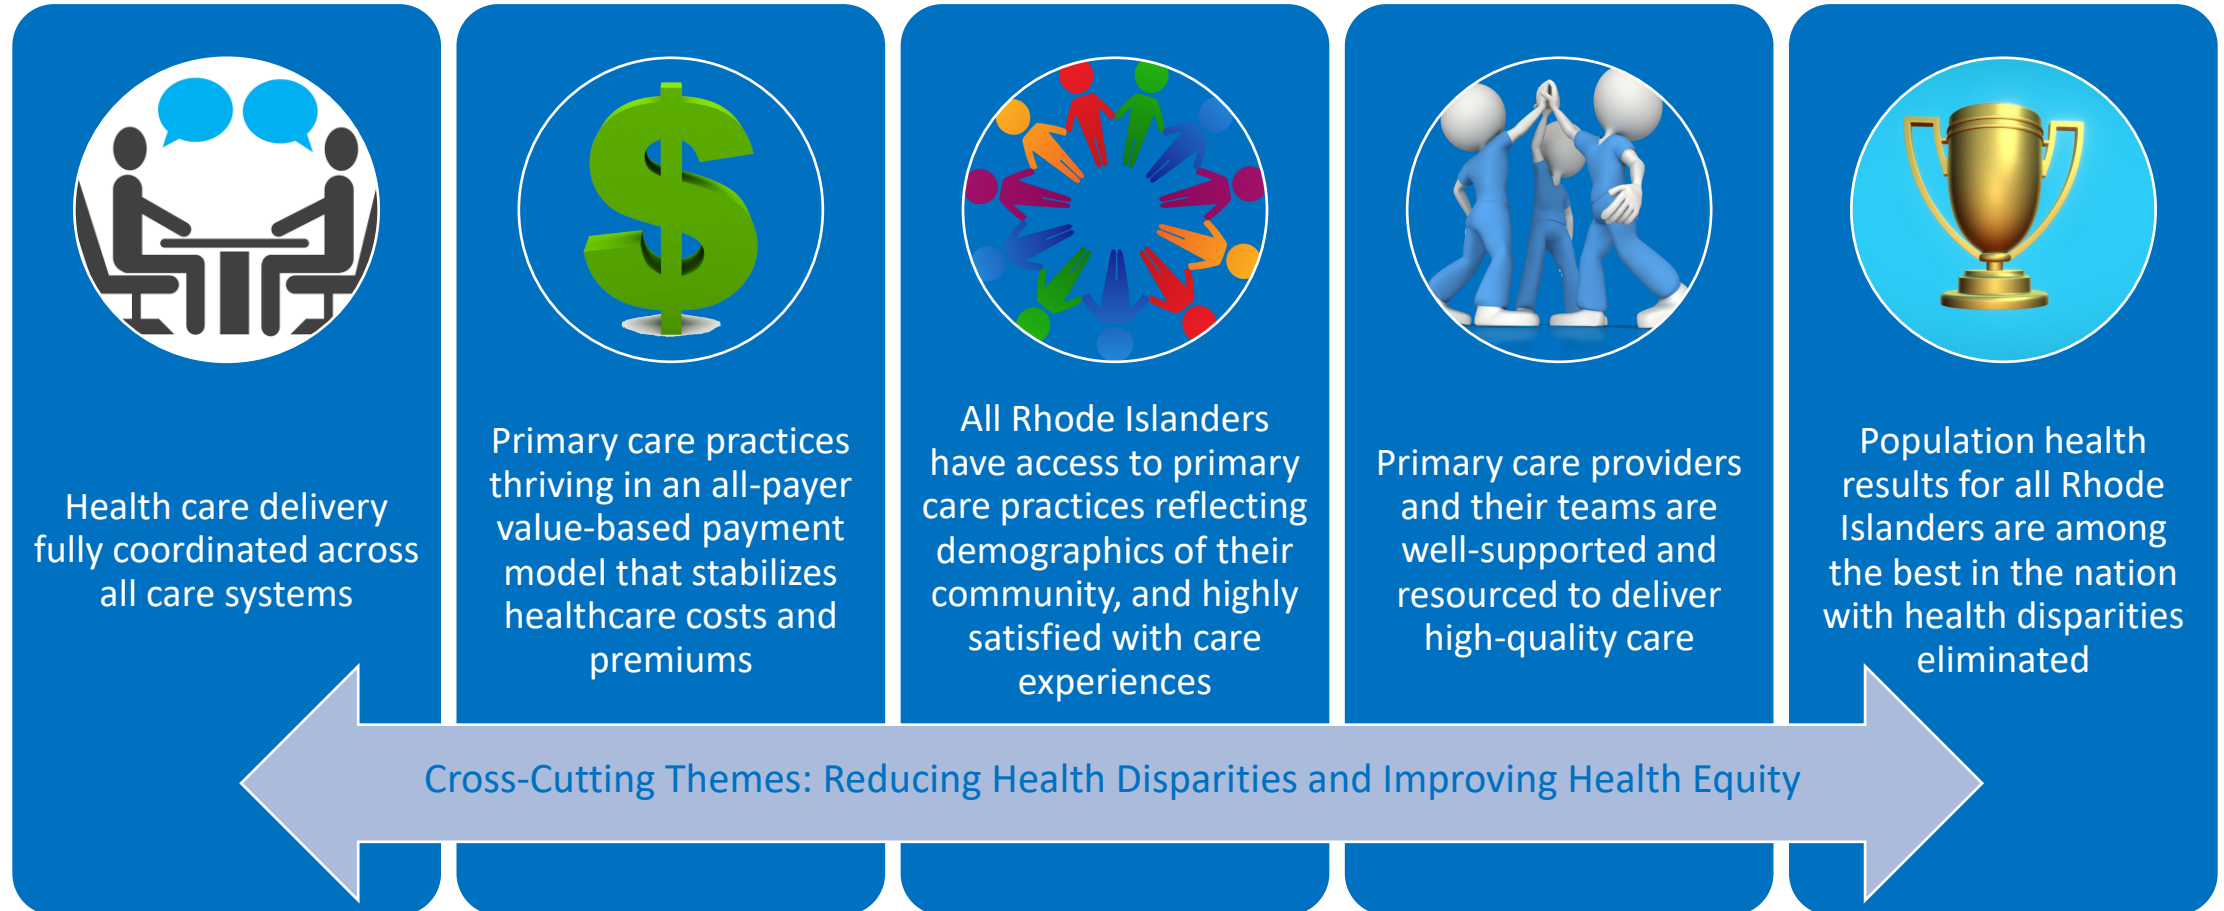 Health care delivery
fully coordinated across
all care systems
Primary care practices
thriving in an all-payer
value-based payment
model that stabilizes
healthcare costs and
premiums
All Rhode Islanders
have access to primary
care practices reflecting
demographics of their
community, and highly
satisfied with care
experiences
Primary care providers
and their teams are
well-supported and
resourced to deliver
high-quality care
Population health
results for all Rhode
Islanders are among
the best in the nation
with health disparities
eliminated
Cross-Cutting Themes: Reducing Health Disparities and Improving Health Equity